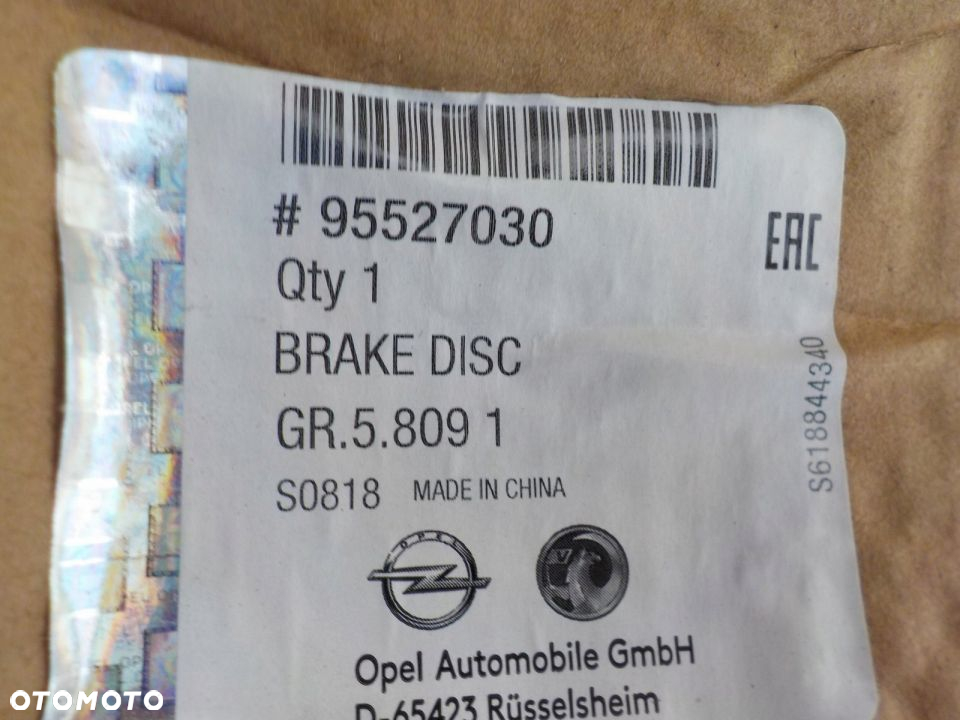 # 95527030
EAC
Qty 1
BRAKE DISC
GR.5.809 1
S0818 MADE IN CHINA
S618844340
OPEL
V
Opel Automobile GmbH
D-65423 Rüsselsheim
OTOMOTO